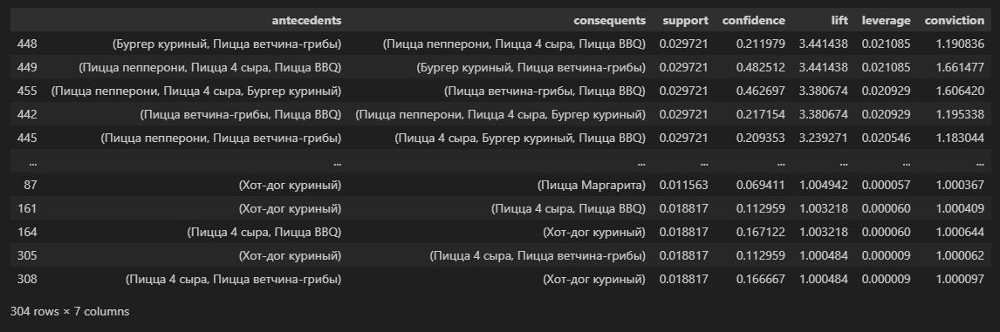 antecedents consequents support confidence lift leverage conviction
448 (Бургер куриный, Пицца ветчина-грибы) (Пицца пепперони, Пицца 4 сыра, Пицца BBQ) 0.029721 0.211979 3.441438 0.021085 1.190836
449 (Пицца пепперони, Пицца 4 сыра, Пицца BBQ) (Бургер куриный, Пицца ветчина-грибы) 0.029721 0.482512 3.441438 0.021085 1.661477
455 (Пицца пепперони, Пицца 4 сыра, Бургер куриный) (Пицца ветчина-грибы, Пицца BBQ) 0.029721 0.462697 3.380674 0.020929 1.606420
442 (Пицца ветчина-грибы, Пицца BBQ) (Пицца пепперони, Пицца 4 сыра, Бургер куриный) 0.029721 0.217154 3.380674 0.020929 1.195338
445 (Пицца пепперони, Пицца ветчина-грибы) (Пицца 4 сыра, Бургер куриный, Пицца BBQ) 0.029721 0.209353 3.239271 0.020546 1.183044
... ... ... ... ... ... ... ...
87 (Хот-дог куриный) (Пицца Маргарита) 0.011563 0.069411 1.004942 0.000057 1.000367
161 (Хот-дог куриный) (Пицца 4 сыра, Пицца BBQ) 0.018817 0.112959 1.003218 0.000060 1.000409
164 (Пицца 4 сыра, Пицца BBQ) (Хот-дог куриный) 0.018817 0.167122 1.003218 0.000060 1.000644
305 (Хот-дог куриный) (Пицца 4 сыра, Пицца ветчина-грибы) 0.018817 0.112959 1.000484 0.000009 1.000062
308 (Пицца 4 сыра, Пицца ветчина-грибы) (Хот-дог куриный) 0.018817 0.166667 1.000484 0.000009 1.000097
304 rows × 7 columns